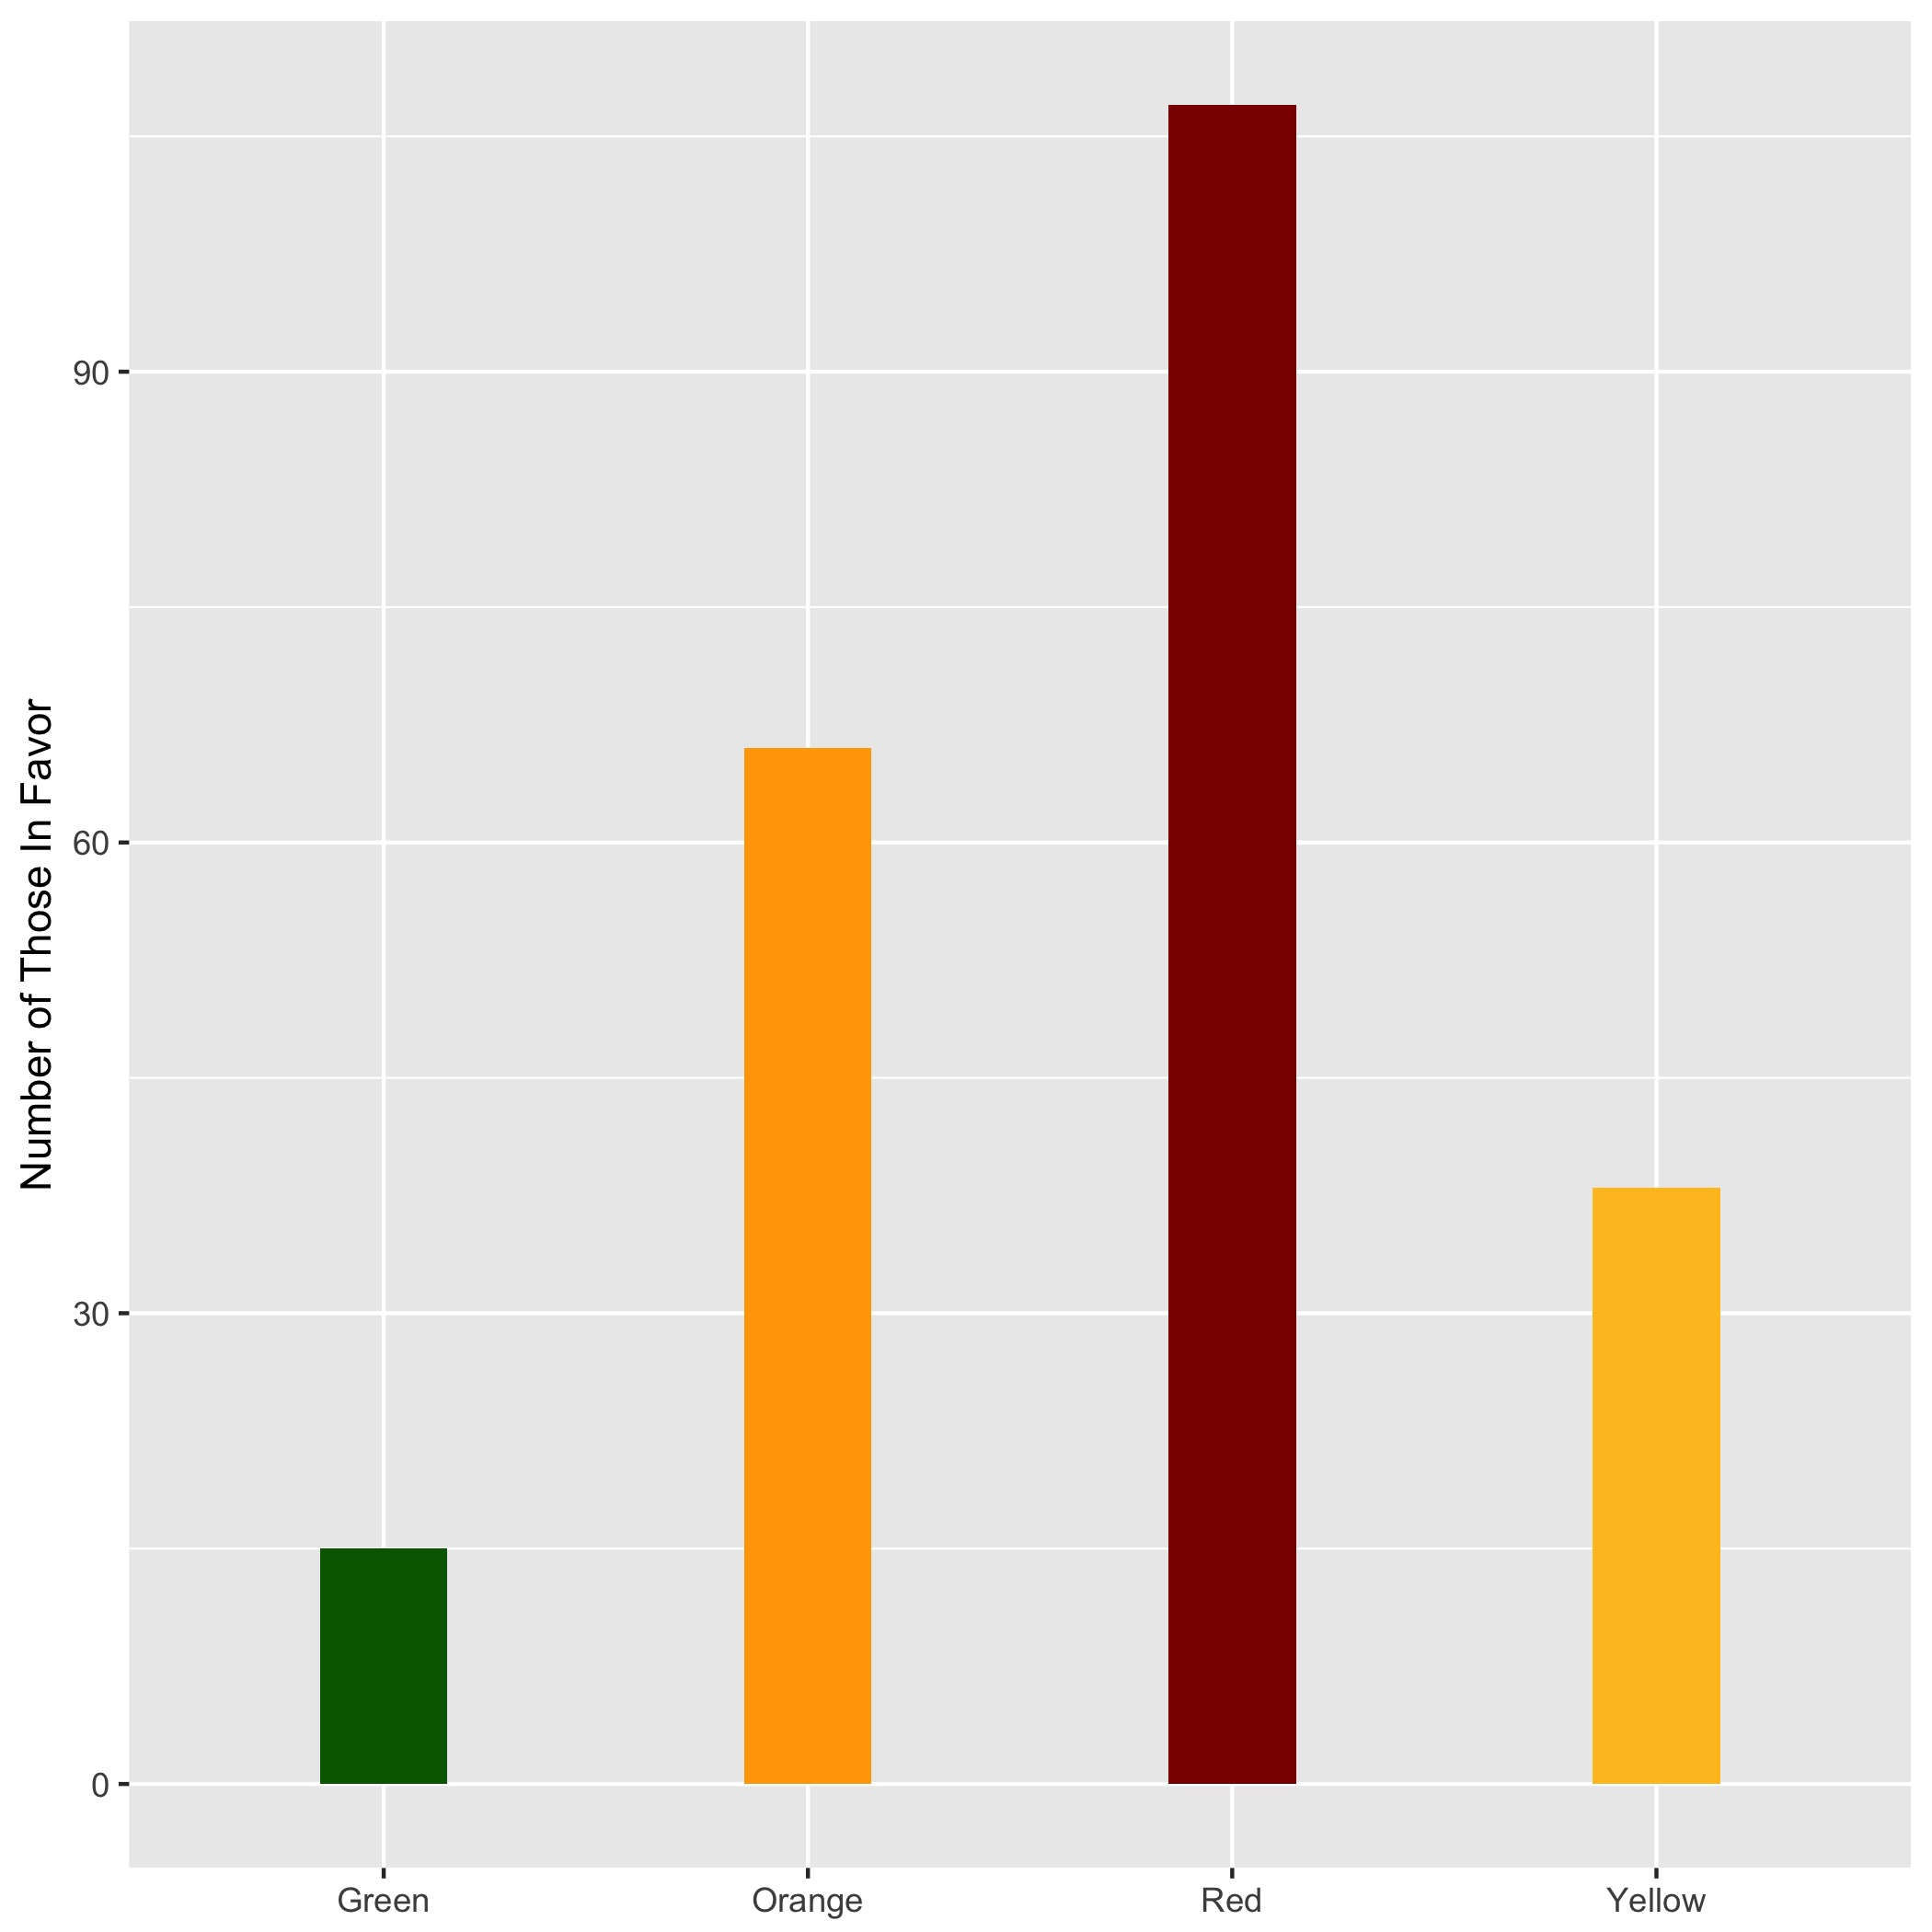 Number of Those In Favor
90
60
30
0
Green
Orange
Red
Yellow